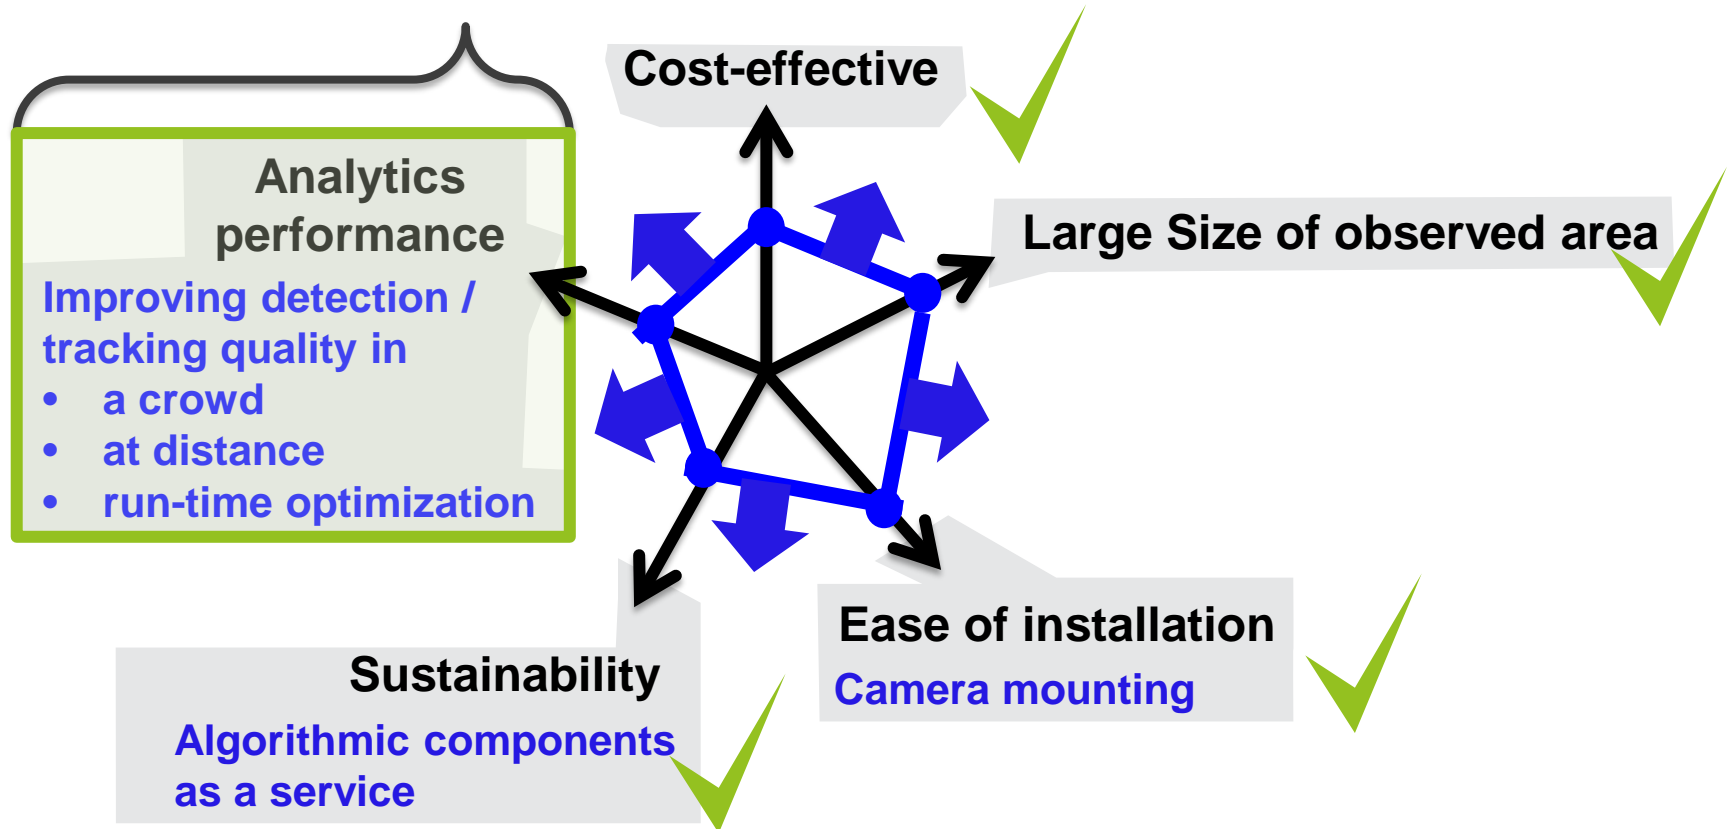 Cost-effective
Analytics
performance
Improving detection /
tracking quality in
• a crowd
• at distance
• run-time optimization
Large Size of observed area
Ease of installation
Camera mounting
Sustainability
Algorithmic components
as a service